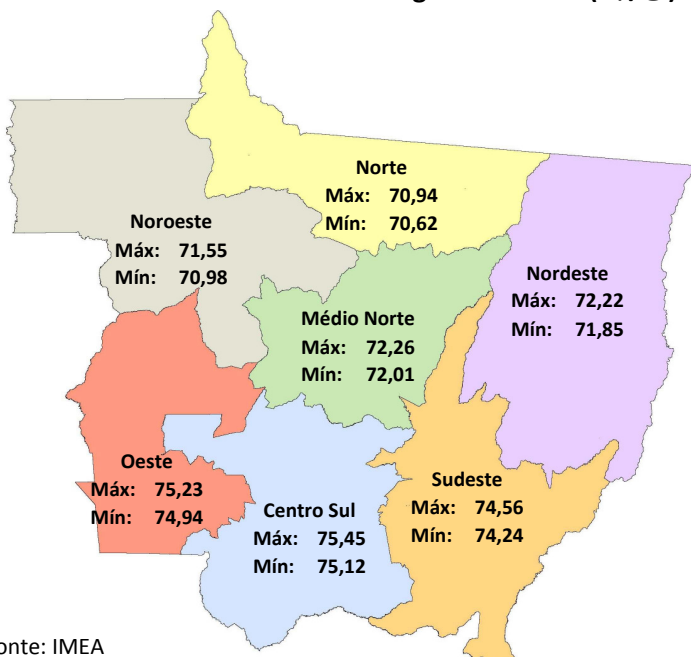 Norte
Máx: 70,94
Mín: 70,62
Noroeste
Máx: 71,55
Mín: 70,98
Nordeste
Máx: 72,22
Mín: 71,85
Médio Norte
Máx: 72,26
Mín: 72,01
Oeste
Máx: 75,23
Mín: 74,94
Centro Sul
Máx: 75,45
Mín: 75,12
Sudeste
Máx: 74,56
Mín: 74,24
onte: IMEA